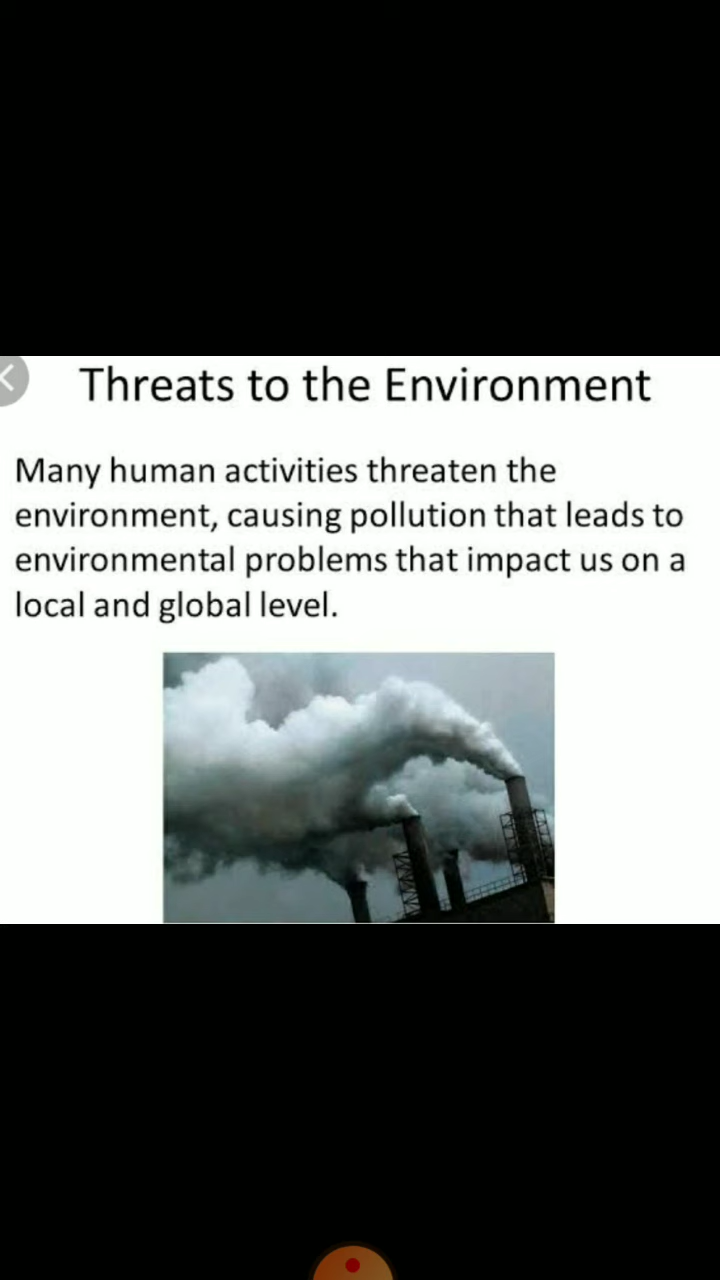 Threats to the Environment
Many human activities threaten the
environment, causing pollution that leads to
environmental problems that impact us on a
local and global level.